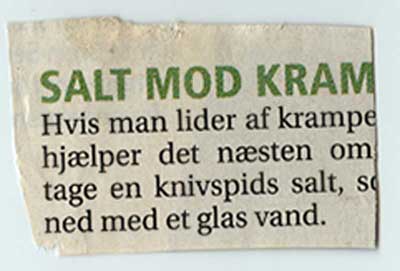 SALT MOD KRAM
Hvis man lider af krampe
hjælper det næsten om
tage en knivspids salt, s
ned med et glas vand.